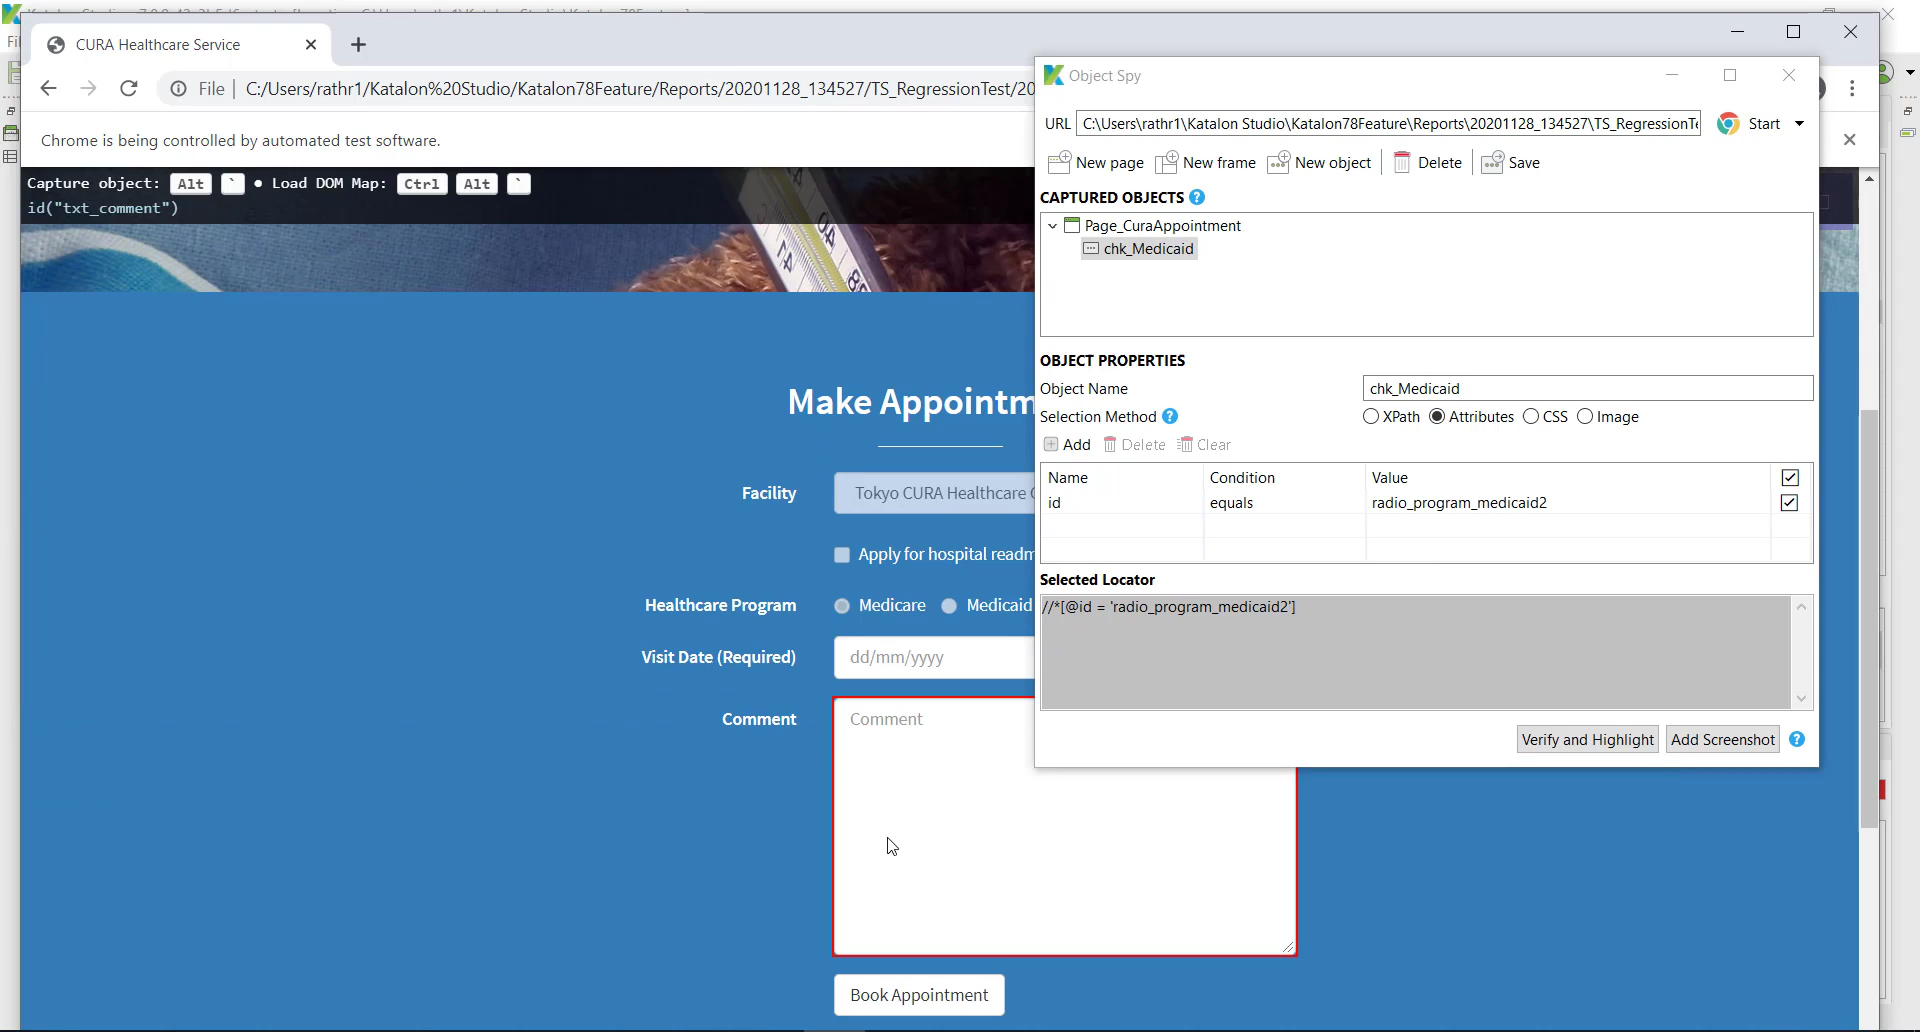 CURA Healthcare Service
File
C:/Users/rathr1/Katalon%20Studio/Katalon78Feature/Reports/20201128_134527/TS_RegressionTest/20
Chrome is being controlled by automated test software.
Capture object: Alt ` ● Load DOM Map: Ctrl Alt `
id("txt_comment")
Make Appointm
Facility
Tokyo CURA Healthcare
Apply for hospital readm
Healthcare Program
Medicare
Medicaid
Visit Date (Required)
dd/mm/yyyy
Comment
Comment
Book Appointment
Object Spy
URL C:\Users\rathr1\Katalon Studio\Katalon78Feature\Reports\20201128_134527\TS_RegressionTe
Start
New page
New frame
New object
Delete
Save
CAPTURED OBJECTS ?
Page_CuraAppointment
chk_Medicaid
OBJECT PROPERTIES
Object Name
chk_Medicaid
Selection Method ?
XPath Attributes CSS Image
Add Delete Clear
Name Condition Value
id equals radio_program_medicaid2
Selected Locator
//*[@id = 'radio_program_medicaid2']
Verify and Highlight
Add Screenshot ?